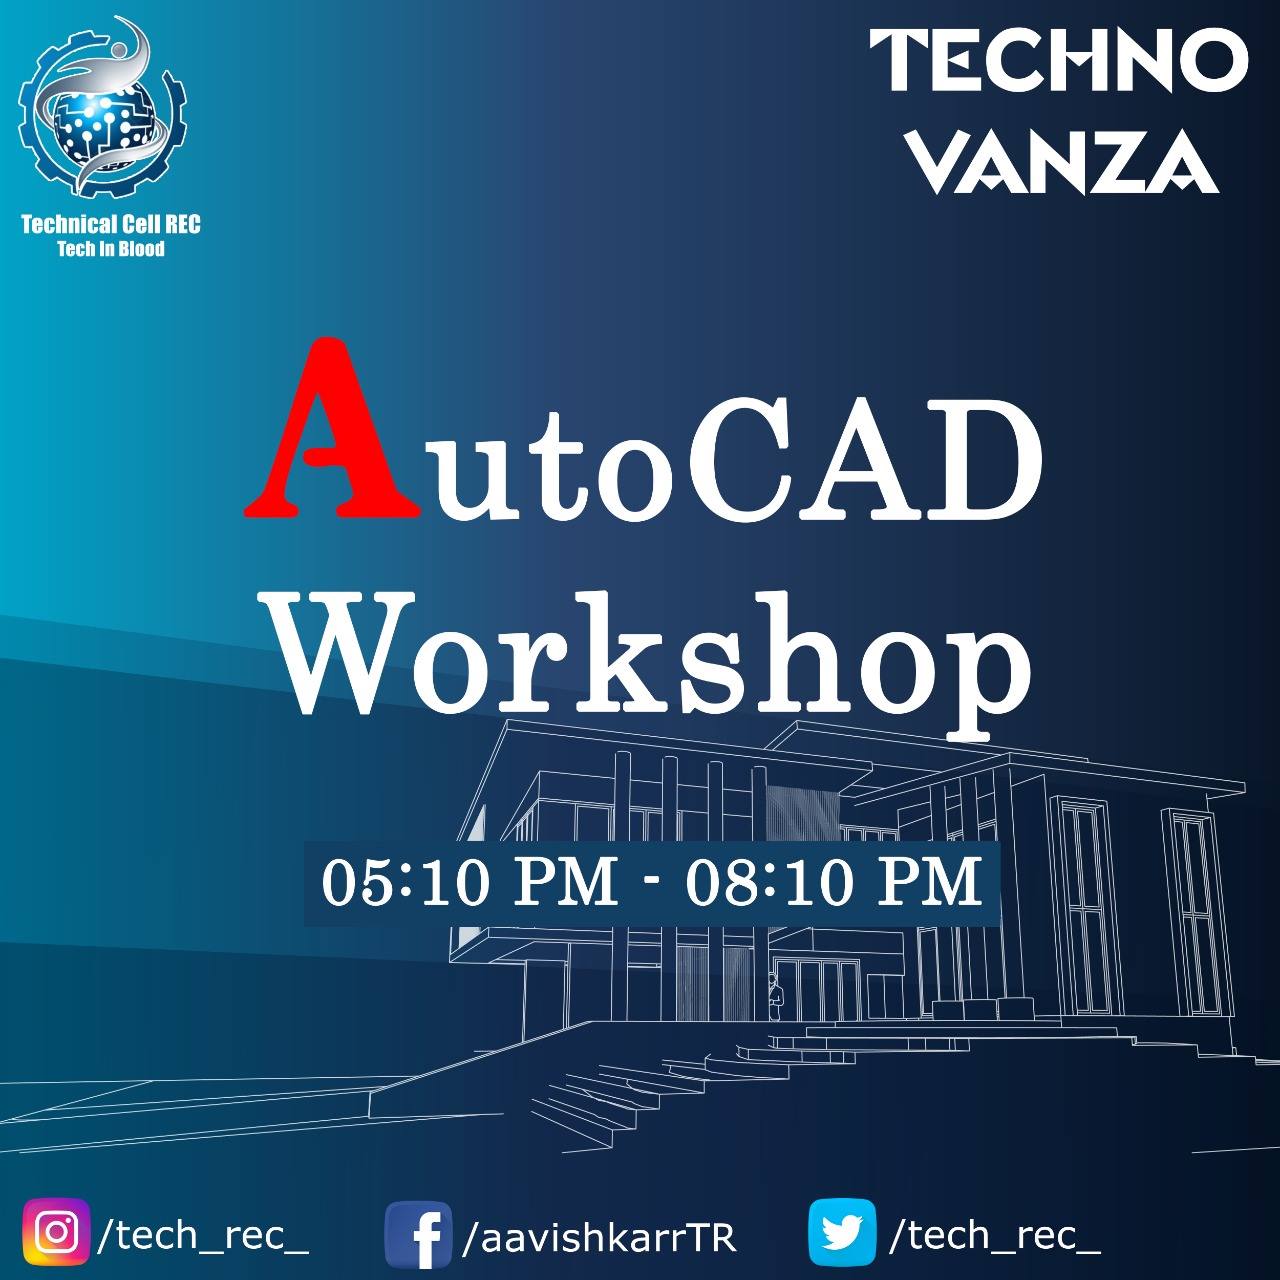 Technical Cell REC
Tech In Blood
TECHNO
VANZA
AutoCAD
Workshop
05:10 PM - 08:10 PM
/tech_rec_
/aavishkarrTR
/tech_rec_